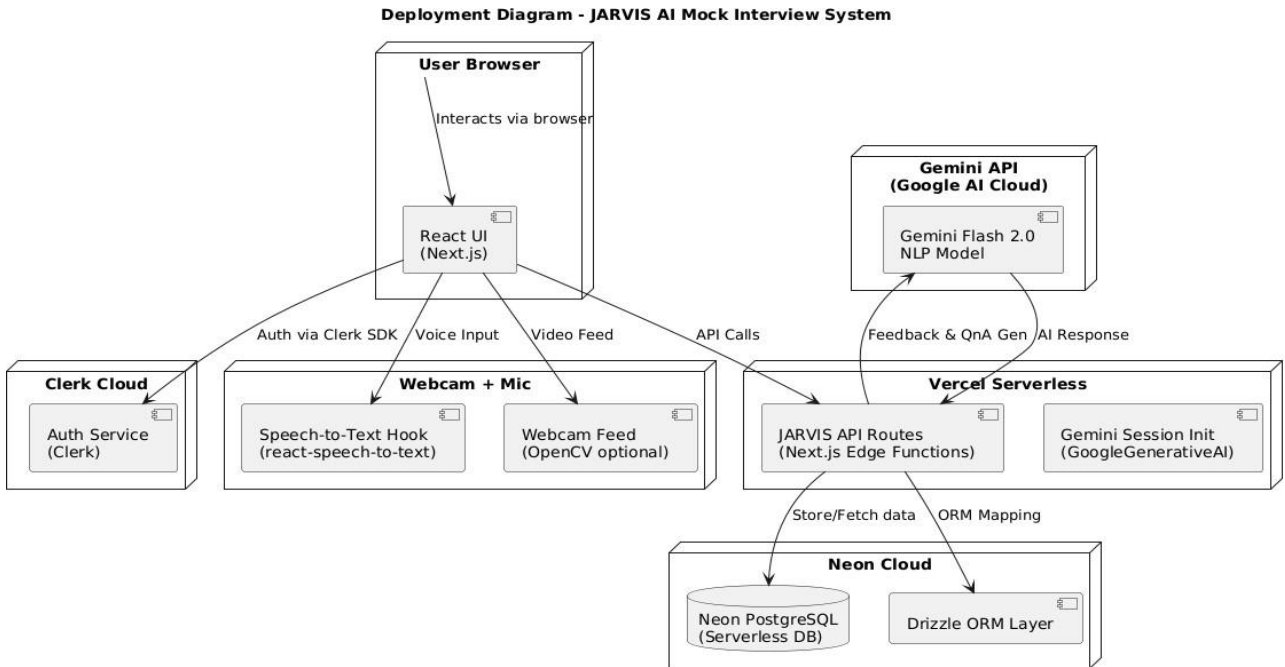 Deployment Diagram - JARVIS AI Mock Interview System
User Browser
Interacts via browser
Gemini API
(Google AI Cloud)
React UI
(Next.js)
Gemini Flash 2.0
NLP Model
Auth via Clerk SDK
Voice Input
Video Feed
API Calls
Feedback & QnA Gen
AI Response
Clerk Cloud
Auth Service
(Clerk)
Webcam + Mic
Speech-to-Text Hook
(react-speech-to-text)
Webcam Feed
(OpenCV optional)
Vercel Serverless
JARVIS API Routes
(Next.js Edge Functions)
Gemini Session Init
(GoogleGenerativeAI)
Store/Fetch data
ORM Mapping
Neon Cloud
Neon PostgreSQL
(Serverless DB)
Drizzle ORM Layer